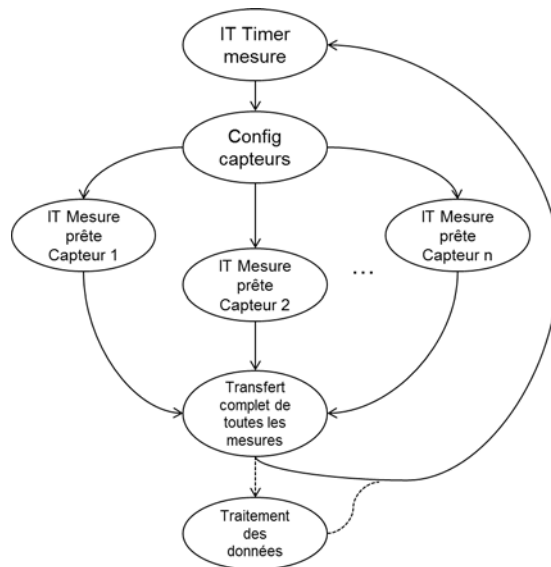 IT Timer
mesure
Config
capteurs
IT Mesure
prête
Capteur 1
IT Mesure
prête
Capteur 2
...
IT Mesure
prête
Capteur n
Transfert
complet de
toutes les
mesures
Traitement
des
données